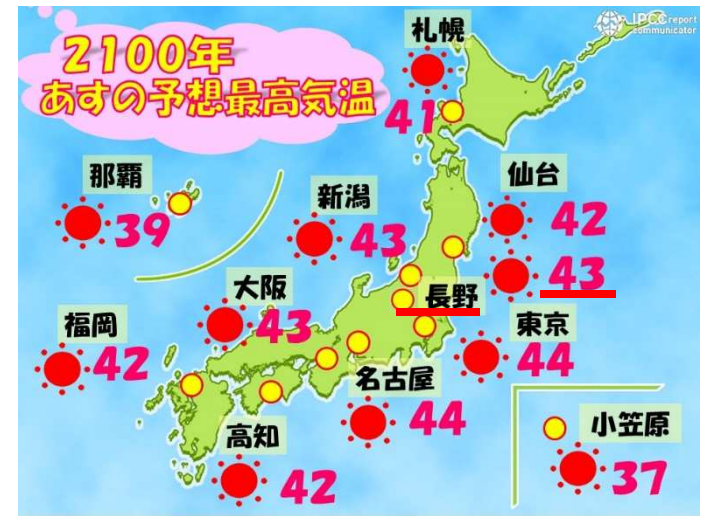 IPCC report
communicator
2100年
あすの予想最高気温
札幌
41
那覇
39
新潟
43
仙台
42
43
長野
大阪
43
福岡
42
東京
44
名古屋
44
高知
42
小笠原
37